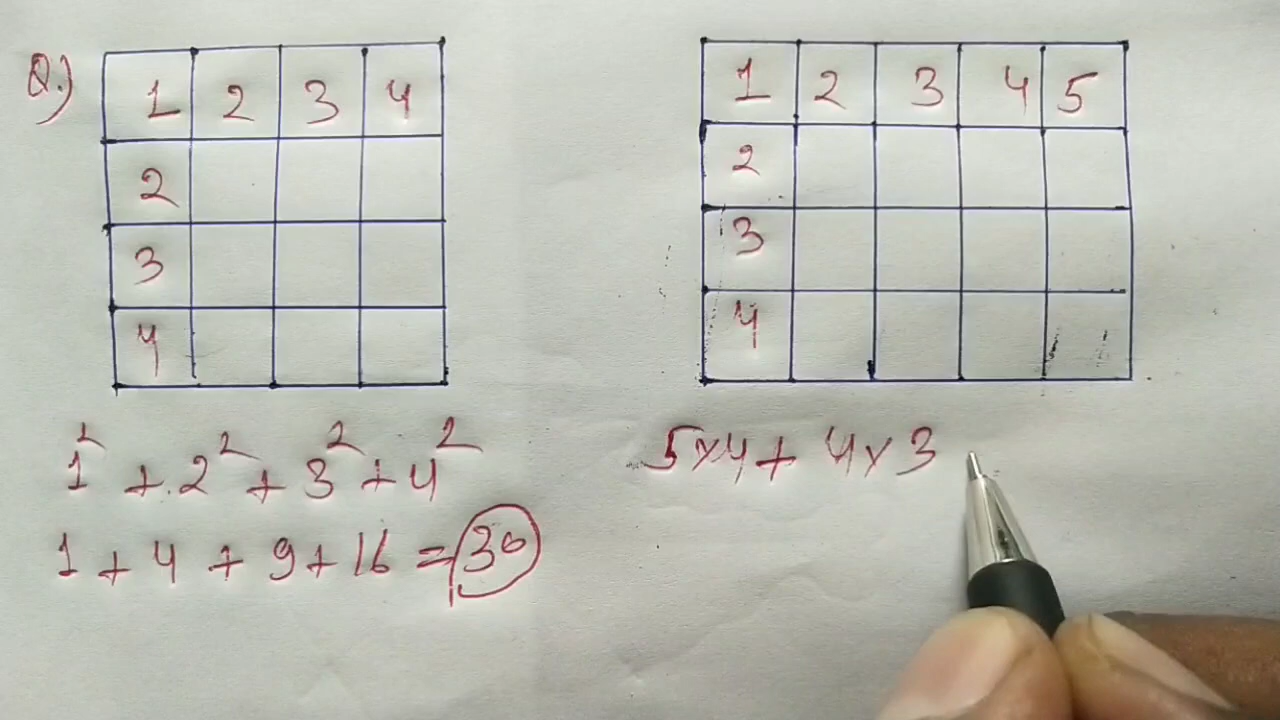 Q.)
1 2 3 4
2
3
4
1² + 2² + 3² + 4²
1 + 4 + 9 + 16 = 30
1 2 3 4 5
2
3
4
5×4 + 4×3